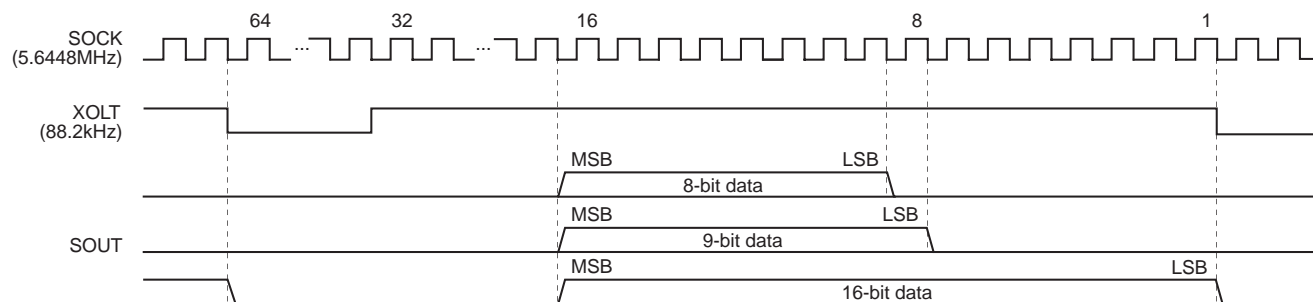 64 32 16 8 1
SOCK
(5.6448MHz)
... ...
XOLT
(88.2kHz)
MSB LSB
8-bit data
MSB LSB
9-bit data
SOUT
MSB LSB
16-bit data